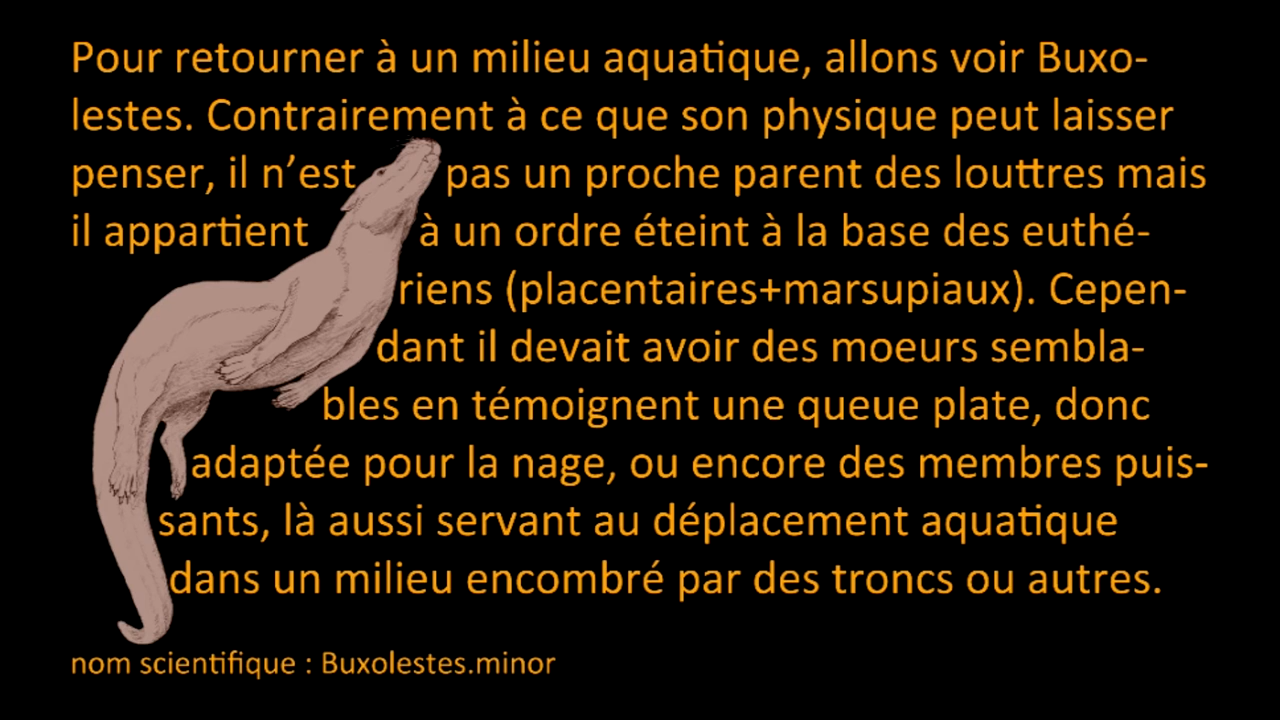 Pour retourner à un milieu aquatique, allons voir Buxo-
lestes. Contrairement à ce que son physique peut laisser
penser, il n’est pas un proche parent des louttres mais
il appartient à un ordre éteint à la base des euthé-
riens (placentaires+marsupiaux). Cepen-
dant il devait avoir des moeurs sembla-
bles en témoignent une queue plate, donc
adaptée pour la nage, ou encore des membres puis-
sants, là aussi servant au déplacement aquatique
dans un milieu encombré par des troncs ou autres.
nom scientifique : Buxolestes.minor